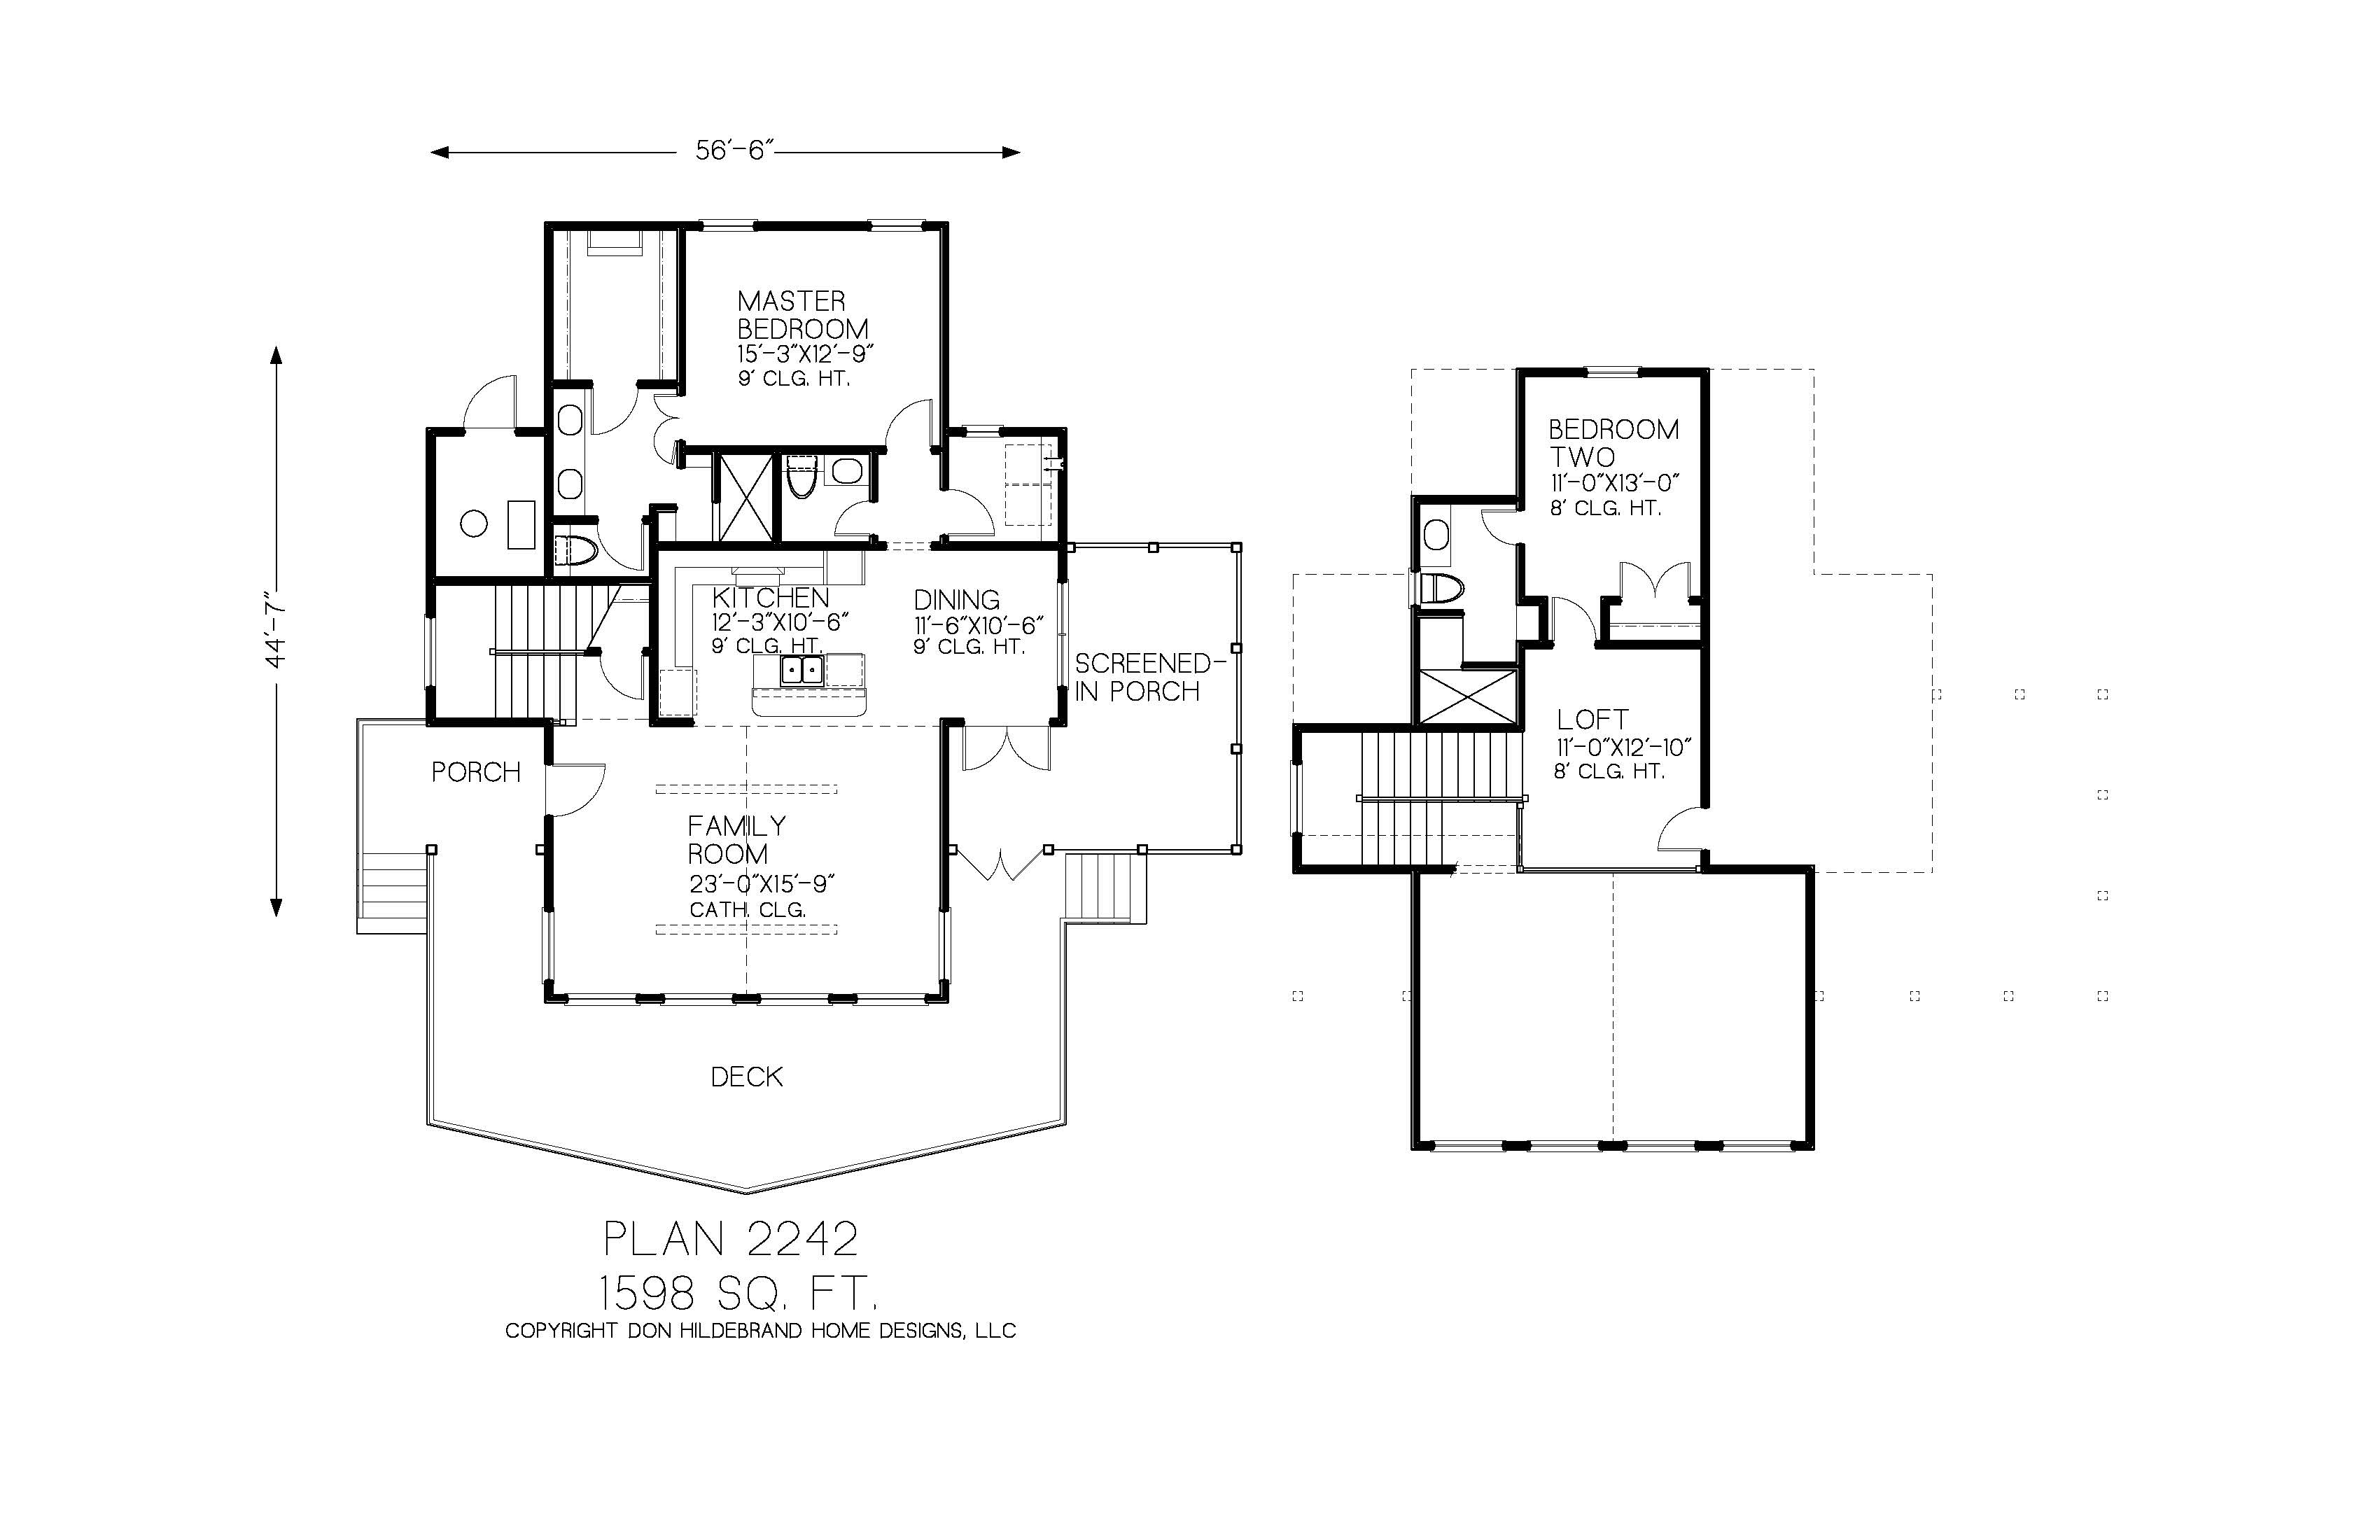 56'-6"
44'-7"
MASTER
BEDROOM
15'-3"X12'-9"
9' CLG. HT.
KITCHEN
12'-3"X10'-6"
9' CLG. HT.
DINING
11'-6"X10'-6"
9' CLG. HT.
SCREENED-
IN PORCH
PORCH
FAMILY
ROOM
23'-0"X15'-9"
CATH. CLG.
DECK
BEDROOM
TWO
11'-0"X13'-0"
8' CLG. HT.
LOFT
11'-0"X12'-10"
8' CLG. HT.
PLAN 2242
1598 SQ. FT.
COPYRIGHT DON HILDEBRAND HOME DESIGNS, LLC